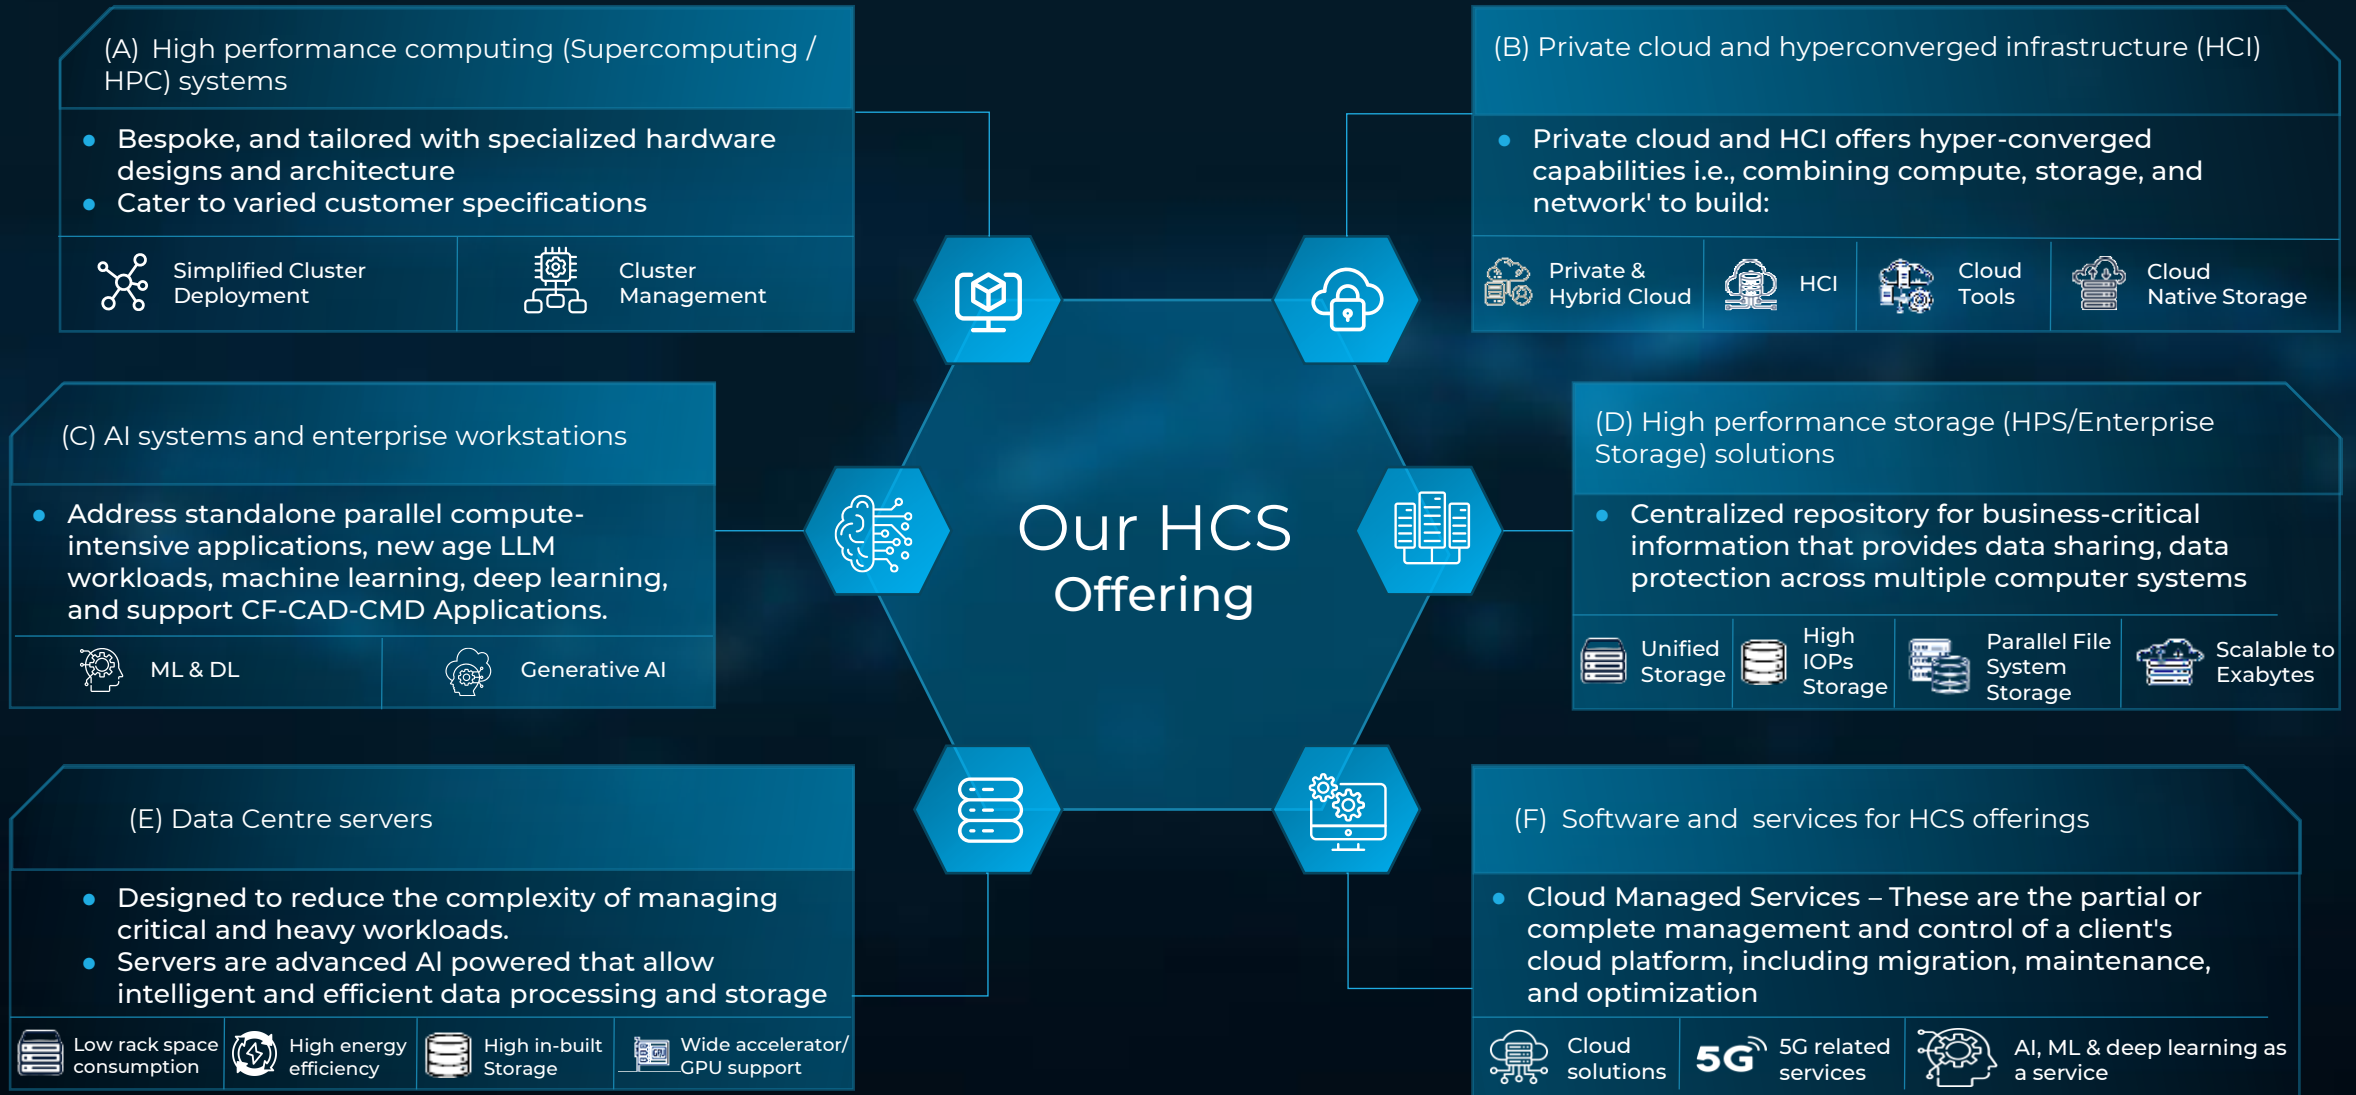 (A) High performance computing (Supercomputing /
HPC) systems
Bespoke, and tailored with specialized hardware
designs and architecture
Cater to varied customer specifications
Simplified Cluster
Deployment
Cluster
Management
(B) Private cloud and hyperconverged infrastructure (HCI)
Private cloud and HCI offers hyper-converged
capabilities i.e., combining compute, storage, and
network' to build:
Private &
Hybrid Cloud
HCI
Cloud
Tools
Cloud
Native Storage
(C) AI systems and enterprise workstations
Address standalone parallel compute-
intensive applications, new age LLM
workloads, machine learning, deep learning,
and support CF-CAD-CMD Applications.
ML & DL
Generative AI
Our HCS
Offering
(D) High performance storage (HPS/Enterprise
Storage) solutions
Centralized repository for business-critical
information that provides data sharing, data
protection across multiple computer systems
Unified
Storage
High
IOPs
Storage
Parallel File
System
Storage
Scalable to
Exabytes
(E) Data Centre servers
Designed to reduce the complexity of managing
critical and heavy workloads.
Servers are advanced AI powered that allow
intelligent and efficient data processing and storage
Low rack space
consumption
High energy
efficiency
High in-built
Storage
GPU
Wide accelerator/
GPU support
(F) Software and services for HCS offerings
Cloud Managed Services – These are the partial or
complete management and control of a client's
cloud platform, including migration, maintenance,
and optimization
Cloud
solutions
5G
5G related
services
AI, ML & deep learning as
a service